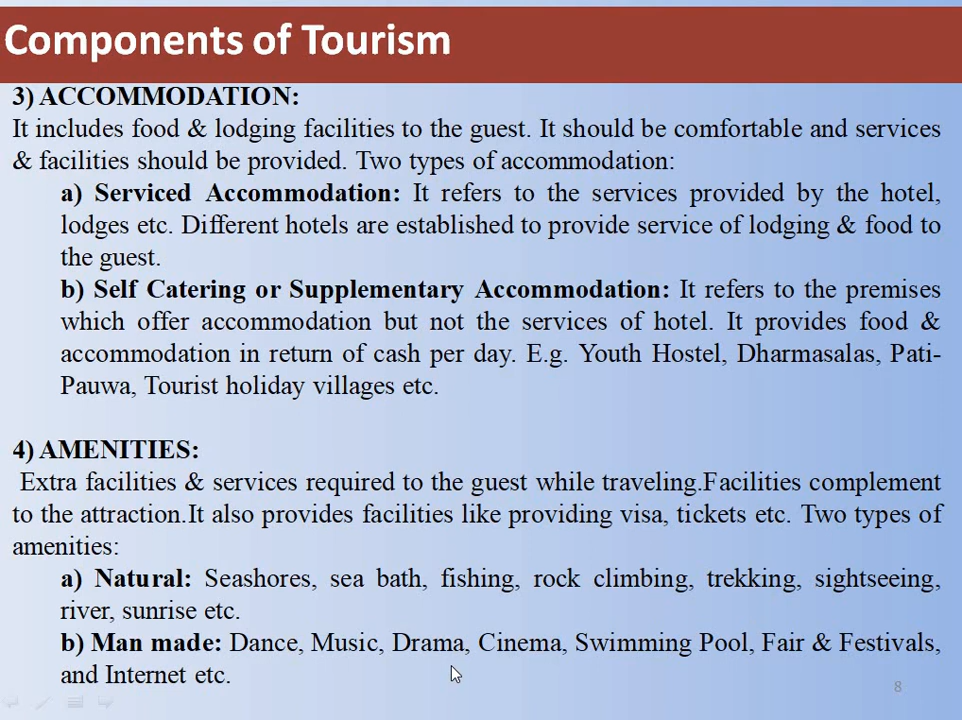 Components of Tourism
3) ACCOMMODATION:
It includes food & lodging facilities to the guest. It should be comfortable and services
& facilities should be provided. Two types of accommodation:
a) Serviced Accommodation: It refers to the services provided by the hotel,
lodges etc. Different hotels are established to provide service of lodging & food to
the guest.
b) Self Catering or Supplementary Accommodation: It refers to the premises
which offer accommodation but not the services of hotel. It provides food &
accommodation in return of cash per day. E.g. Youth Hostel, Dharmasalas, Pati-
Pauwa, Tourist holiday villages etc.
4) AMENITIES:
Extra facilities & services required to the guest while traveling.Facilities complement
to the attraction.It also provides facilities like providing visa, tickets etc. Two types of
amenities:
a) Natural: Seashores, sea bath, fishing, rock climbing, trekking, sightseeing,
river, sunrise etc.
b) Man made: Dance, Music, Drama, Cinema, Swimming Pool, Fair & Festivals,
and Internet etc.
8